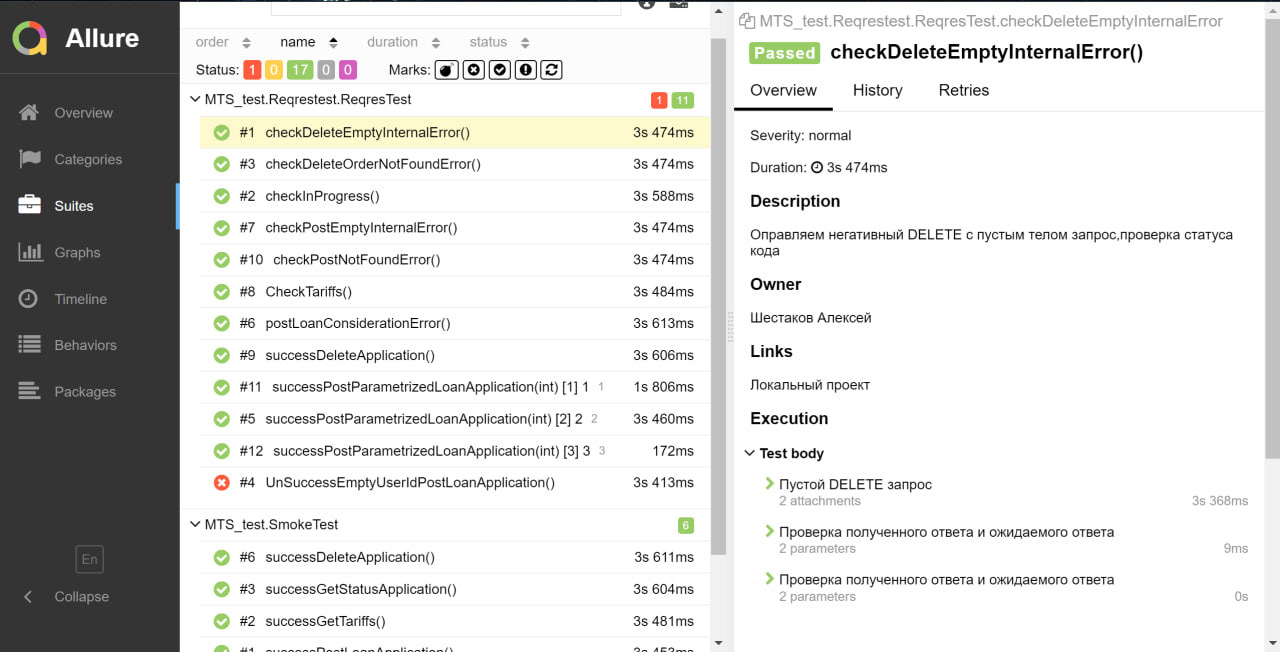 Allure
Overview
Categories
Suites
Graphs
Timeline
Behaviors
Packages
En
Collapse
order name duration status
Status: 1 0 17 0 0 Marks:
MTS_test.Reqrestest.ReqresTest 1 11
#1 checkDeleteEmptyInternalError() 3s 474ms
#3 checkDeleteOrderNotFoundError() 3s 474ms
#2 checkInProgress() 3s 588ms
#7 checkPostEmptyInternalError() 3s 474ms
#10 checkPostNotFoundError() 3s 474ms
#8 CheckTariffs() 3s 484ms
#6 postLoanConsiderationError() 3s 613ms
#9 successDeleteApplication() 3s 606ms
#11 successPostParametrizedLoanApplication(int) [1] 1 1 1s 806ms
#5 successPostParametrizedLoanApplication(int) [2] 2 2 3s 460ms
#12 successPostParametrizedLoanApplication(int) [3] 3 3 172ms
#4 UnSuccessEmptyUserIdPostLoanApplication() 3s 413ms
MTS_test.SmokeTest 6
#6 successDeleteApplication() 3s 611ms
#3 successGetStatusApplication() 3s 604ms
#2 successGetTariffs() 3s 481ms
#1 successPostLoanApplication() 3s 453ms
MTS_test.Reqrestest.ReqresTest.checkDeleteEmptyInternalError
Passed checkDeleteEmptyInternalError()
Overview History Retries
Severity: normal
Duration: 3s 474ms
Description
Оправляем негативный DELETE с пустым телом запрос,проверка статуса
кода
Owner
Шестаков Алексей
Links
Локальный проект
Execution
Test body
Пустой DELETE запрос
2 attachments 3s 368ms
Проверка полученного ответа и ожидаемого ответа
2 parameters 9ms
Проверка полученного ответа и ожидаемого ответа
2 parameters 0s